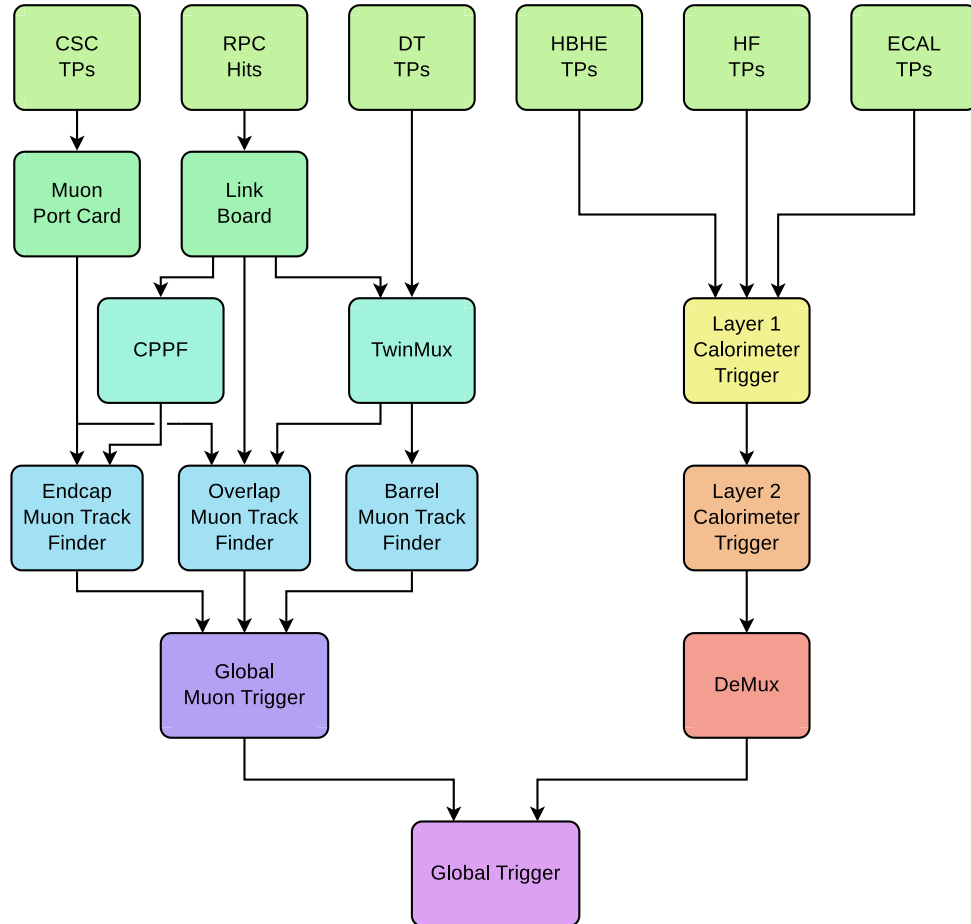 CSC
TPs
RPC
Hits
DT
TPs
HBHE
TPs
HF
TPs
ECAL
TPs
Muon
Port Card
Link
Board
CPPF
TwinMux
Layer 1
Calorimeter
Trigger
Endcap
Muon Track
Finder
Overlap
Muon Track
Finder
Barrel
Muon Track
Finder
Layer 2
Calorimeter
Trigger
Global
Muon Trigger
DeMux
Global Trigger